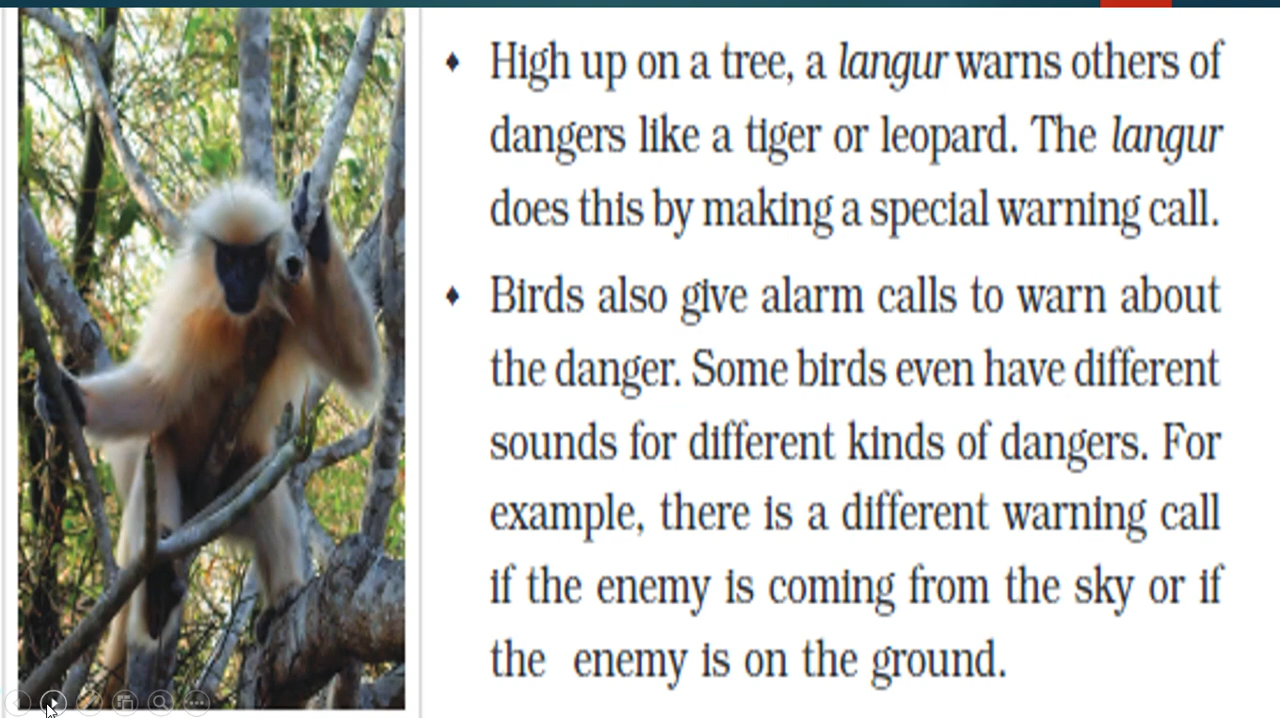 ♦ High up on a tree, a langur warns others of
dangers like a tiger or leopard. The langur
does this by making a special warning call.
♦ Birds also give alarm calls to warn about
the danger. Some birds even have different
sounds for different kinds of dangers. For
example, there is a different warning call
if the enemy is coming from the sky or if
the enemy is on the ground.